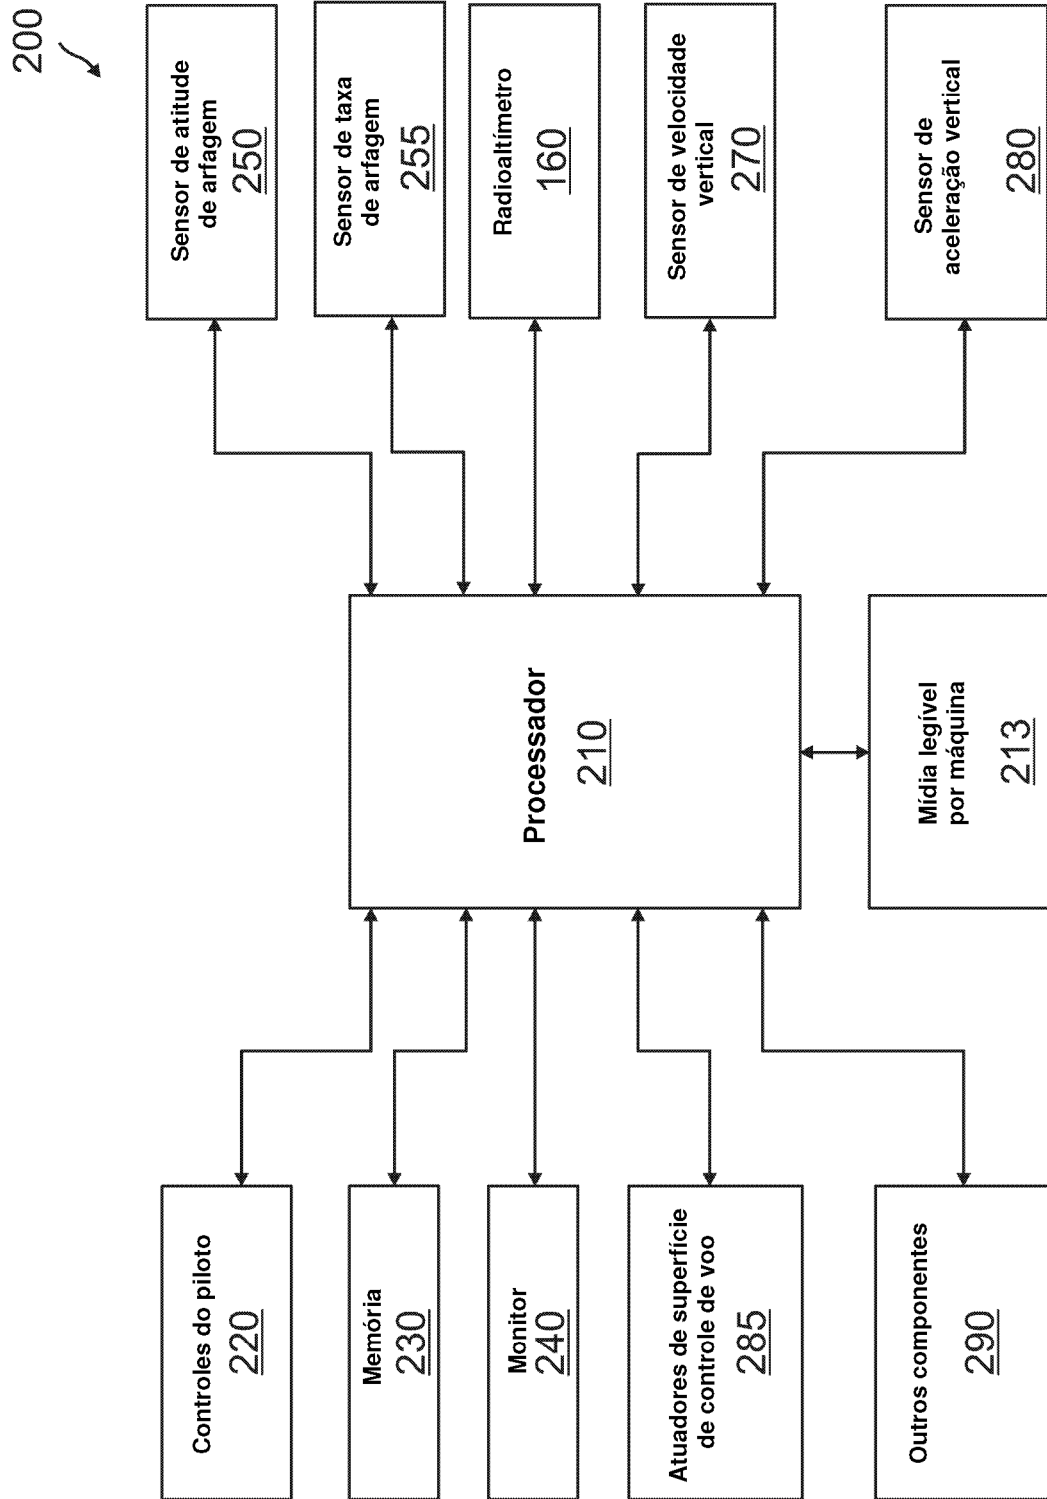 200
Controles do piloto
220
Memória
230
Monitor
240
Atuadores de superfície
de controle de voo
285
Outros componentes
290
Processador
210
Mídia legível
por máquina
213
Sensor de atitude
de arfagem
250
Sensor de taxa
de arfagem
255
Radioaltímetro
160
Sensor de velocidade
vertical
270
Sensor de
aceleração vertical
280